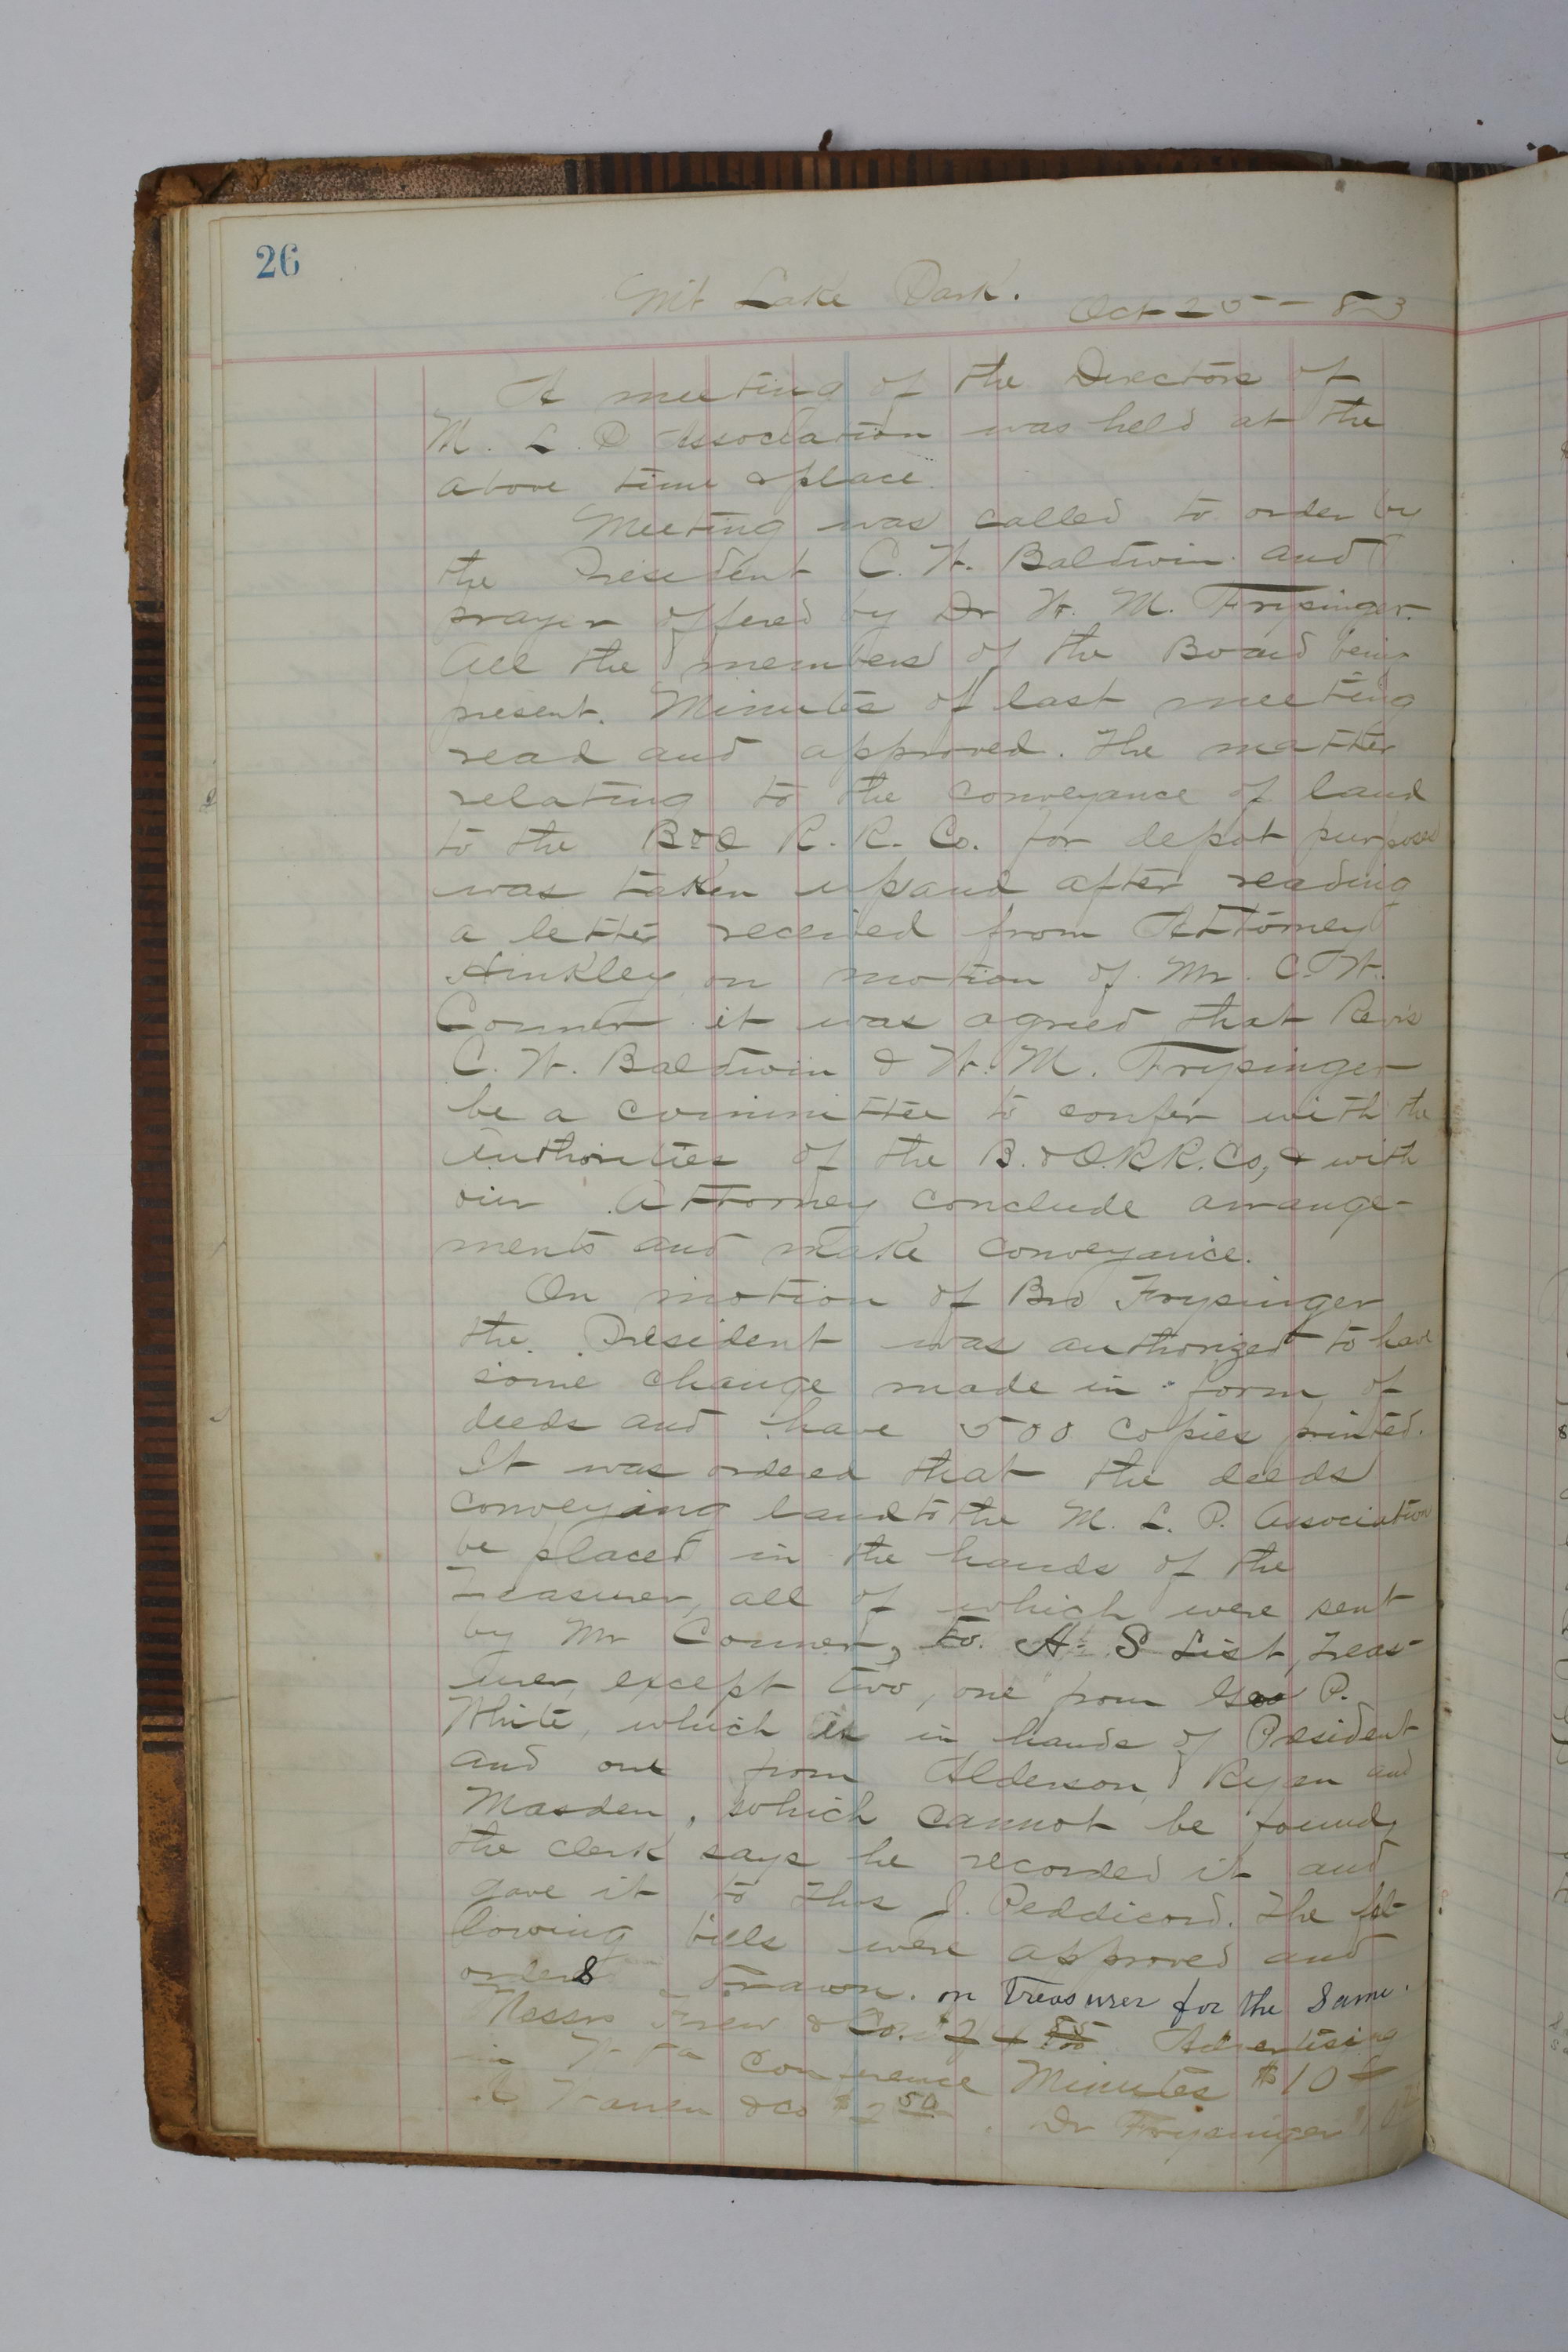 26
Mt Lake Park.
Oct 25 - 83
A meeting of the Directors of
M. L. P Association was held at the
above time & place.
Meeting was called to order by
the President C. W. Baldwin and
prayer offered by Dr W. M. Frysinger.
All the members of the Board being
present. Minutes of last meeting
read and approved. The matter
relating to the conveyance of land
to the B & O R. R. Co. for depot purposes
was taken up and after reading
a letter received from Attorney
Hinkley on motion of Mr. C. W.
Conner it was agreed that Revs
C. W. Baldwin & W. M. Frysinger
be a committee to confer with the
Authorities of the B. & O. R R. Co, & with
our Attorney conclude arrange-
ments and make conveyance.
On motion of Bro Frysinger
the President was authorized to have
some change made in form of
deeds and have 500 copies printed.
It was ordered that the deeds
conveying land to the M. L. P. Association
be placed in the hands of the
Treasurer, all of which were sent
by Mr Conner, to A. S List, Treas-
urer, except two, one from Geo P.
White, which is in hands of President
and one from Alderson, Ryan and
Masden, which cannot be found,
the clerk says he recorded it and
gave it to Thos J. Peddicord. The fol-
lowing bills were approved and
orders drawn. on Treasurer for the Same.
Messrs Frew & Co. Advertising
in Conference Minutes $10
& Co $2 50. Dr Frysinger